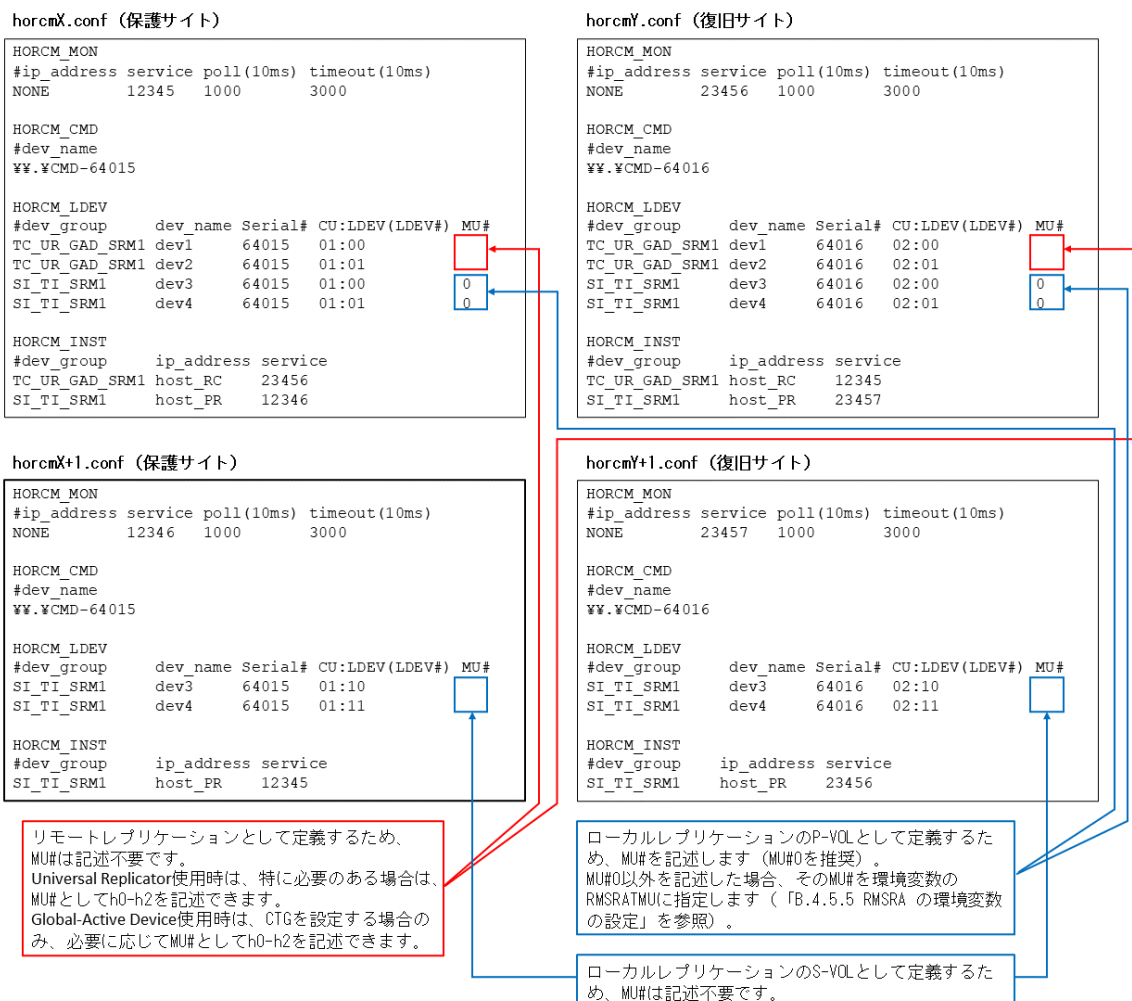 horcmX.conf（保護サイト）
HORCM_MON
#ip_address service poll(10ms) timeout(10ms)
NONE 12345 1000 3000
HORCM_CMD
#dev_name
¥¥.¥CMD-64015
HORCM_LDEV
#dev_group dev_name Serial# CU:LDEV(LDEV#) MU#
TC_UR_GAD_SRM1 dev1 64015 01:00
TC_UR_GAD_SRM1 dev2 64015 01:01
SI_TI_SRM1 dev3 64015 01:00 0
SI_TI_SRM1 dev4 64015 01:01 0
HORCM_INST
#dev_group ip_address service
TC_UR_GAD_SRM1 host_RC 23456
SI_TI_SRM1 host_PR 12346
horcmY.conf（復旧サイト）
HORCM_MON
#ip_address service poll(10ms) timeout(10ms)
NONE 23456 1000 3000
HORCM_CMD
#dev_name
¥¥.¥CMD-64016
HORCM_LDEV
#dev_group dev_name Serial# CU:LDEV(LDEV#) MU#
TC_UR_GAD_SRM1 dev1 64016 02:00
TC_UR_GAD_SRM1 dev2 64016 02:01
SI_TI_SRM1 dev3 64016 02:00 0
SI_TI_SRM1 dev4 64016 02:01 0
HORCM_INST
#dev_group ip_address service
TC_UR_GAD_SRM1 host_RC 12345
SI_TI_SRM1 host_PR 23457
horcmX+1.conf（保護サイト）
HORCM_MON
#ip_address service poll(10ms) timeout(10ms)
NONE 12346 1000 3000
HORCM_CMD
#dev_name
¥¥.¥CMD-64015
HORCM_LDEV
#dev_group dev_name Serial# CU:LDEV(LDEV#) MU#
SI_TI_SRM1 dev3 64015 01:10
SI_TI_SRM1 dev4 64015 01:11
HORCM_INST
#dev_group ip_address service
SI_TI_SRM1 host_PR 12345
horcmY+1.conf（復旧サイト）
HORCM_MON
#ip_address service poll(10ms) timeout(10ms)
NONE 23457 1000 3000
HORCM_CMD
#dev_name
¥¥.¥CMD-64016
HORCM_LDEV
#dev_group dev_name Serial# CU:LDEV(LDEV#) MU#
SI_TI_SRM1 dev3 64016 02:10
SI_TI_SRM1 dev4 64016 02:11
HORCM_INST
#dev_group ip_address service
SI_TI_SRM1 host_PR 23456
リモートレプリケーションとして定義するため、
MU#は記述不要です。
Universal Replicator使用時は、特に必要のある場合は、
MU#としてh0-h2を記述できます。
Global-Active Device使用時は、CTGを設定する場合の
み、必要に応じてMU#としてh0-h2を記述できます。
ローカルレプリケーションのP-VOLとして定義するた
め、MU#を記述します（MU#0を推奨）。
MU#0以外を記述した場合、そのMU#を環境変数の
RMSRATMUに指定します（「B.4.5.5 RMSRA の環境変数
の設定」を参照）。
ローカルレプリケーションのS-VOLとして定義するた
め、MU#は記述不要です。